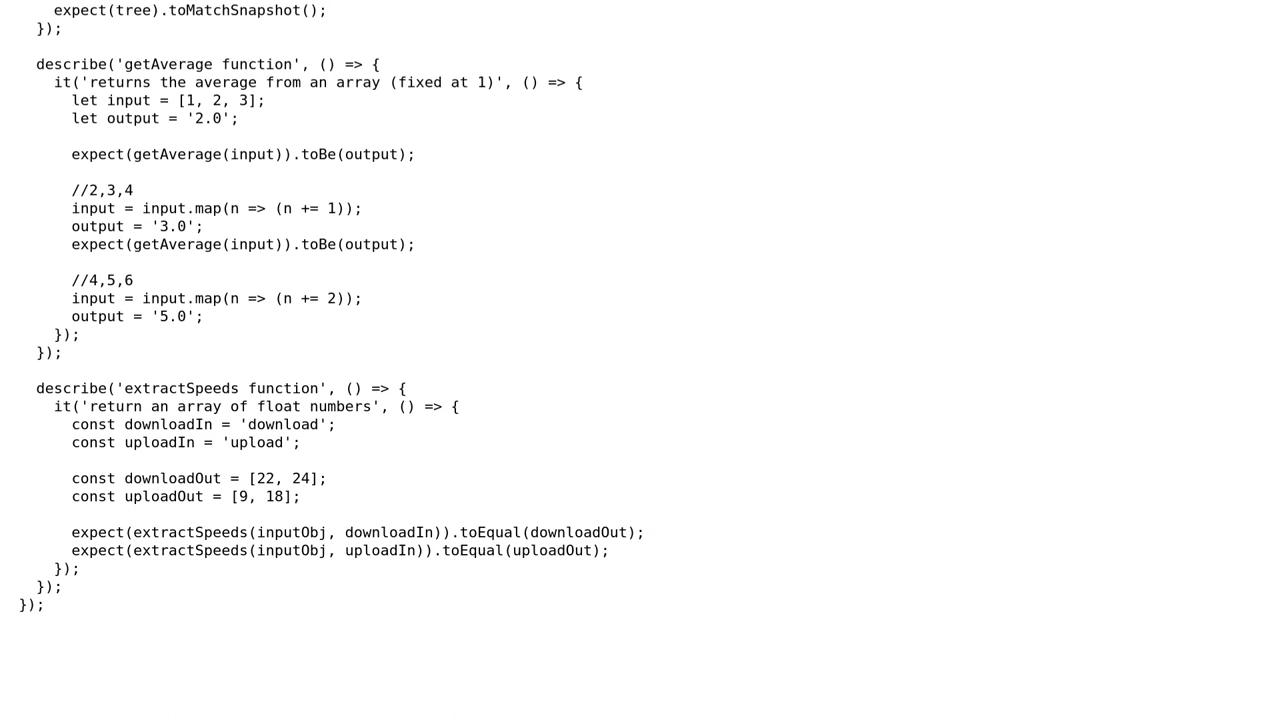 expect(tree).toMatchSnapshot();
  });

  describe('getAverage function', () => {
    it('returns the average from an array (fixed at 1)', () => {
      let input = [1, 2, 3];
      let output = '2.0';

      expect(getAverage(input)).toBe(output);

      //2,3,4
      input = input.map(n => (n += 1));
      output = '3.0';
      expect(getAverage(input)).toBe(output);

      //4,5,6
      input = input.map(n => (n += 2));
      output = '5.0';
    });
  });

  describe('extractSpeeds function', () => {
    it('return an array of float numbers', () => {
      const downloadIn = 'download';
      const uploadIn = 'upload';

      const downloadOut = [22, 24];
      const uploadOut = [9, 18];

      expect(extractSpeeds(inputObj, downloadIn)).toEqual(downloadOut);
      expect(extractSpeeds(inputObj, uploadIn)).toEqual(uploadOut);
    });
  });
});